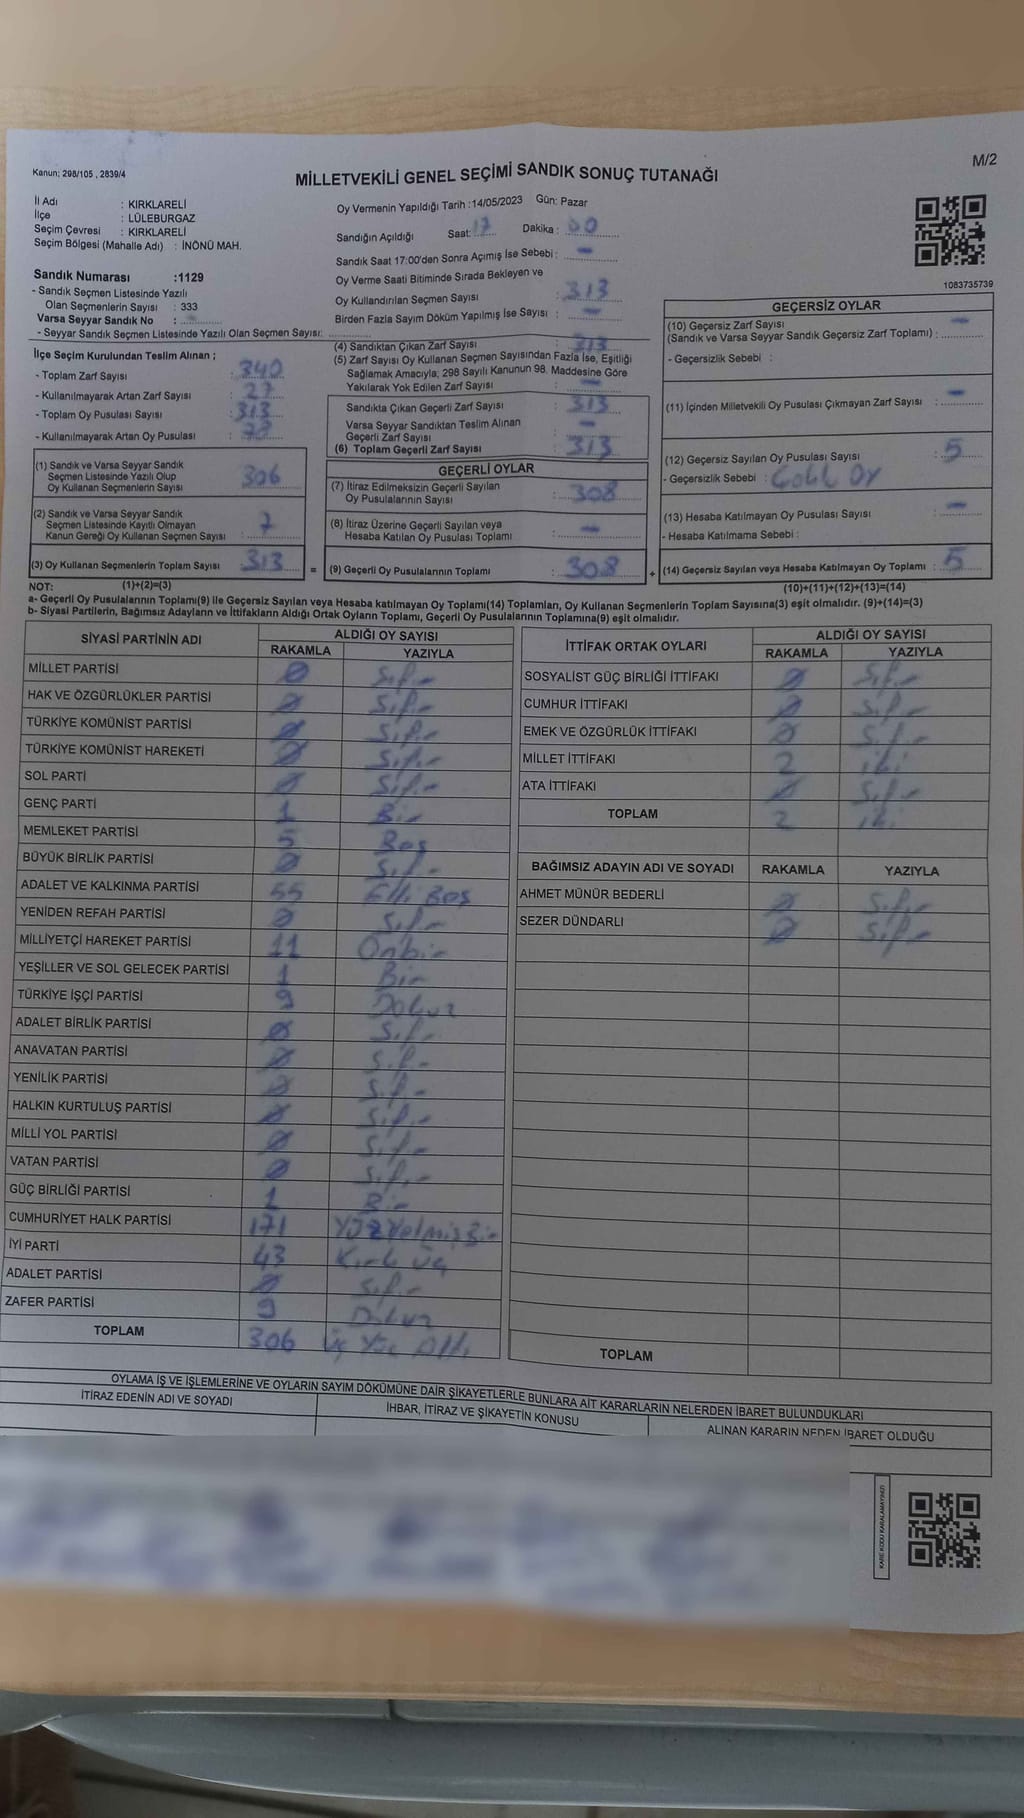 Kanun; 298/105 , 2839/4
MİLLETVEKİLİ GENEL SEÇİMİ SANDIK SONUÇ TUTANAĞI
M/2
İl Adı : KIRKLARELİ
İlçe : LÜLEBURGAZ
Seçim Çevresi : KIRKLARELİ
Seçim Bölgesi (Mahalle Adı) : İNÖNÜ MAH.
Sandık Numarası :1129
- Sandık Seçmen Listesinde Yazılı
Olan Seçmenlerin Sayısı : 333
Varsa Seyyar Sandık No :
- Seyyar Sandık Seçmen Listesinde Yazılı Olan Seçmen Sayısı:
Oy Vermenin Yapıldığı Tarih :14/05/2023 Gün: Pazar
Sandığın Açıldığı Saat: 17 Dakika : 00
Sandık Saat 17:00'den Sonra Açımış İse Sebebi : -
Oy Verme Saati Bitiminde Sırada Bekleyen ve
Oy Kullandırılan Seçmen Sayısı : 313
Birden Fazla Sayım Döküm Yapılmış İse Sayısı : -
1083735739
İlçe Seçim Kurulundan Teslim Alınan ;
- Toplam Zarf Sayısı : 340
- Kullanılmayarak Artan Zarf Sayısı : 27
- Toplam Oy Pusulası Sayısı : 313
- Kullanılmayarak Artan Oy Pusulası :
(1) Sandık ve Varsa Seyyar Sandık
Seçmen Listesinde Yazılı Olup
Oy Kullanan Seçmenlerin Sayısı : 306
(2) Sandık ve Varsa Seyyar Sandık
Seçmen Listesinde Kayıtlı Olmayan
Kanun Gereği Oy Kullanan Seçmen Sayısı : 7
(3) Oy Kullanan Seçmenlerin Toplam Sayısı : 313
(4) Sandıktan Çıkan Zarf Sayısı : 313
(5) Zarf Sayısı Oy Kullanan Seçmen Sayısından Fazla İse, Eşitliği
Sağlamak Amacıyla; 298 Sayılı Kanunun 98. Maddesine Göre
Yakılarak Yok Edilen Zarf Sayısı : -
Sandıkta Çıkan Geçerli Zarf Sayısı : 313
Varsa Seyyar Sandıktan Teslim Alınan
Geçerli Zarf Sayısı : -
(6) Toplam Geçerli Zarf Sayısı : 313
GEÇERLİ OYLAR
(7) İtiraz Edilmeksizin Geçerli Sayılan
Oy Pusulalarının Sayısı : 308
(8) İtiraz Üzerine Geçerli Sayılan veya
Hesaba Katılan Oy Pusulası Toplamı : -
= (9) Geçerli Oy Pusulalarının Toplamı : 308
GEÇERSİZ OYLAR
(10) Geçersiz Zarf Sayısı
(Sandık ve Varsa Seyyar Sandık Geçersiz Zarf Toplamı) : -
- Geçersizlik Sebebi :
(11) İçinden Milletvekili Oy Pusulası Çıkmayan Zarf Sayısı : -
(12) Geçersiz Sayılan Oy Pusulası Sayısı : 5
- Geçersizlik Sebebi : Çoklu Oy
(13) Hesaba Katılmayan Oy Pusulası Sayısı : -
- Hesaba Katılmama Sebebi :
+ (14) Geçersiz Sayılan veya Hesaba Katılmayan Oy Toplamı : 5
NOT: (1)+(2)=(3) (10)+(11)+(12)+(13)=(14)
a- Geçerli Oy Pusulalarının Toplamı(9) ile Geçersiz Sayılan veya Hesaba katılmayan Oy Toplamı(14) Toplamları, Oy Kullanan Seçmenlerin Toplam Sayısına(3) eşit olmalıdır. (9)+(14)=(3)
b- Siyasi Partilerin, Bağımsız Adayların ve İttifakların Aldığı Ortak Oyların Toplamı, Geçerli Oy Pusulalarının Toplamına(9) eşit olmalıdır.
SİYASİ PARTİNİN ADI ALDIĞI OY SAYISI
RAKAMLA YAZIYLA
MİLLET PARTİSİ 0 Sıfır
HAK VE ÖZGÜRLÜKLER PARTİSİ 0 Sıfır
TÜRKİYE KOMÜNİST PARTİSİ 0 Sıfır
TÜRKİYE KOMÜNİST HAREKETİ 0 Sıfır
SOL PARTİ 0 Sıfır
GENÇ PARTİ 1 Bir
MEMLEKET PARTİSİ 5 Beş
BÜYÜK BİRLİK PARTİSİ 0 Sıfır
ADALET VE KALKINMA PARTİSİ 55 Elli Beş
YENİDEN REFAH PARTİSİ 0 Sıfır
MİLLİYETÇİ HAREKET PARTİSİ 11 Onbir
YEŞİLLER VE SOL GELECEK PARTİSİ 1 Bir
TÜRKİYE İŞÇİ PARTİSİ 9 Dokuz
ADALET BİRLİK PARTİSİ 0 Sıfır
ANAVATAN PARTİSİ 0 Sıfır
YENİLİK PARTİSİ 0 Sıfır
HALKIN KURTULUŞ PARTİSİ 0 Sıfır
MİLLİ YOL PARTİSİ 0 Sıfır
VATAN PARTİSİ 0 Sıfır
GÜÇ BİRLİĞİ PARTİSİ 1 Bir
CUMHURİYET HALK PARTİSİ 171 YüzYetmişBir
İYİ PARTİ 43 Kırk Üç
ADALET PARTİSİ 0 Sıfır
ZAFER PARTİSİ 9 Dokuz
TOPLAM 306 Üç Yüz Altı
İTTİFAK ORTAK OYLARI ALDIĞI OY SAYISI
RAKAMLA YAZIYLA
SOSYALİST GÜÇ BİRLİĞİ İTTİFAKI 0 Sıfır
CUMHUR İTTİFAKI 0 Sıfır
EMEK VE ÖZGÜRLÜK İTTİFAKI 0 Sıfır
MİLLET İTTİFAKI 2 iki
ATA İTTİFAKI 0 Sıfır
TOPLAM 2 iki
BAĞIMSIZ ADAYIN ADI VE SOYADI RAKAMLA YAZIYLA
AHMET MÜNÜR BEDERLİ 0 Sıfır
SEZER DÜNDARLI 0 Sıfır
TOPLAM
OYLAMA İŞ VE İŞLEMLERİNE VE OYLARIN SAYIM DÖKÜMÜNE DAİR ŞİKAYETLERLE BUNLARA AİT KARARLARIN NELERDEN İBARET BULUNDUKLARI
İTİRAZ EDENİN ADI VE SOYADI İHBAR, İTİRAZ VE ŞİKAYETİN KONUSU ALINAN KARARIN NEDEN İBARET OLDUĞU
KARE KODU KARALAMAYINIZ!